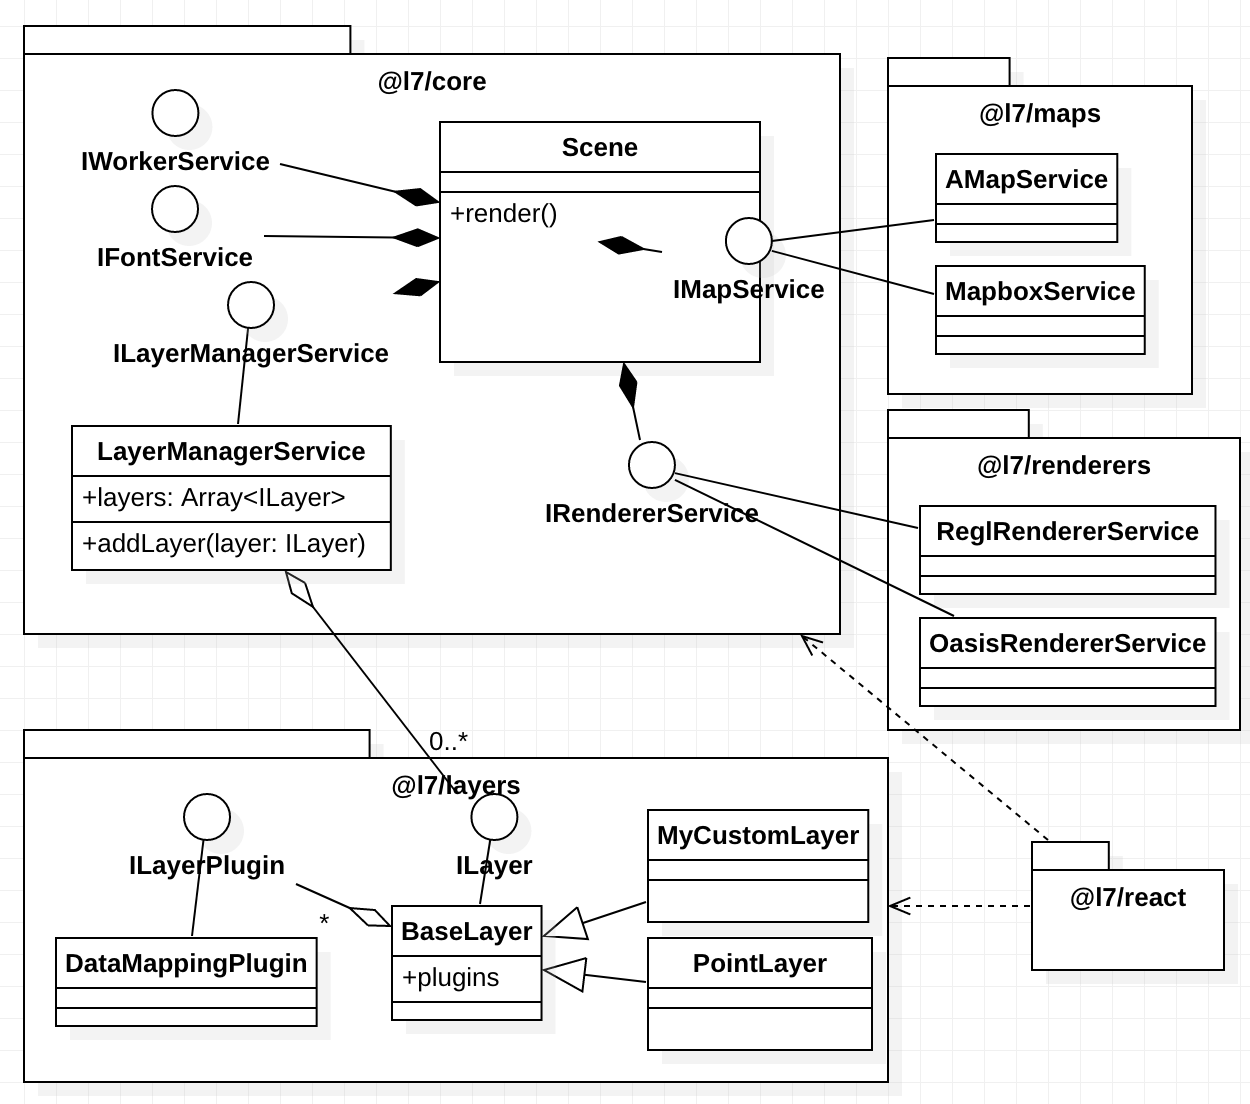 @l7/core
IWorkerService
IFontService
ILayerManagerService
Scene
+render()
IMapService
LayerManagerService
+layers: Array<ILayer>
+addLayer(layer: ILayer)
IRendererService
@l7/maps
AMapService
MapboxService
@l7/renderers
ReglRendererService
OasisRendererService
0..*
@l7/layers
ILayerPlugin
*
DataMappingPlugin
ILayer
BaseLayer
+plugins
MyCustomLayer
PointLayer
@l7/react